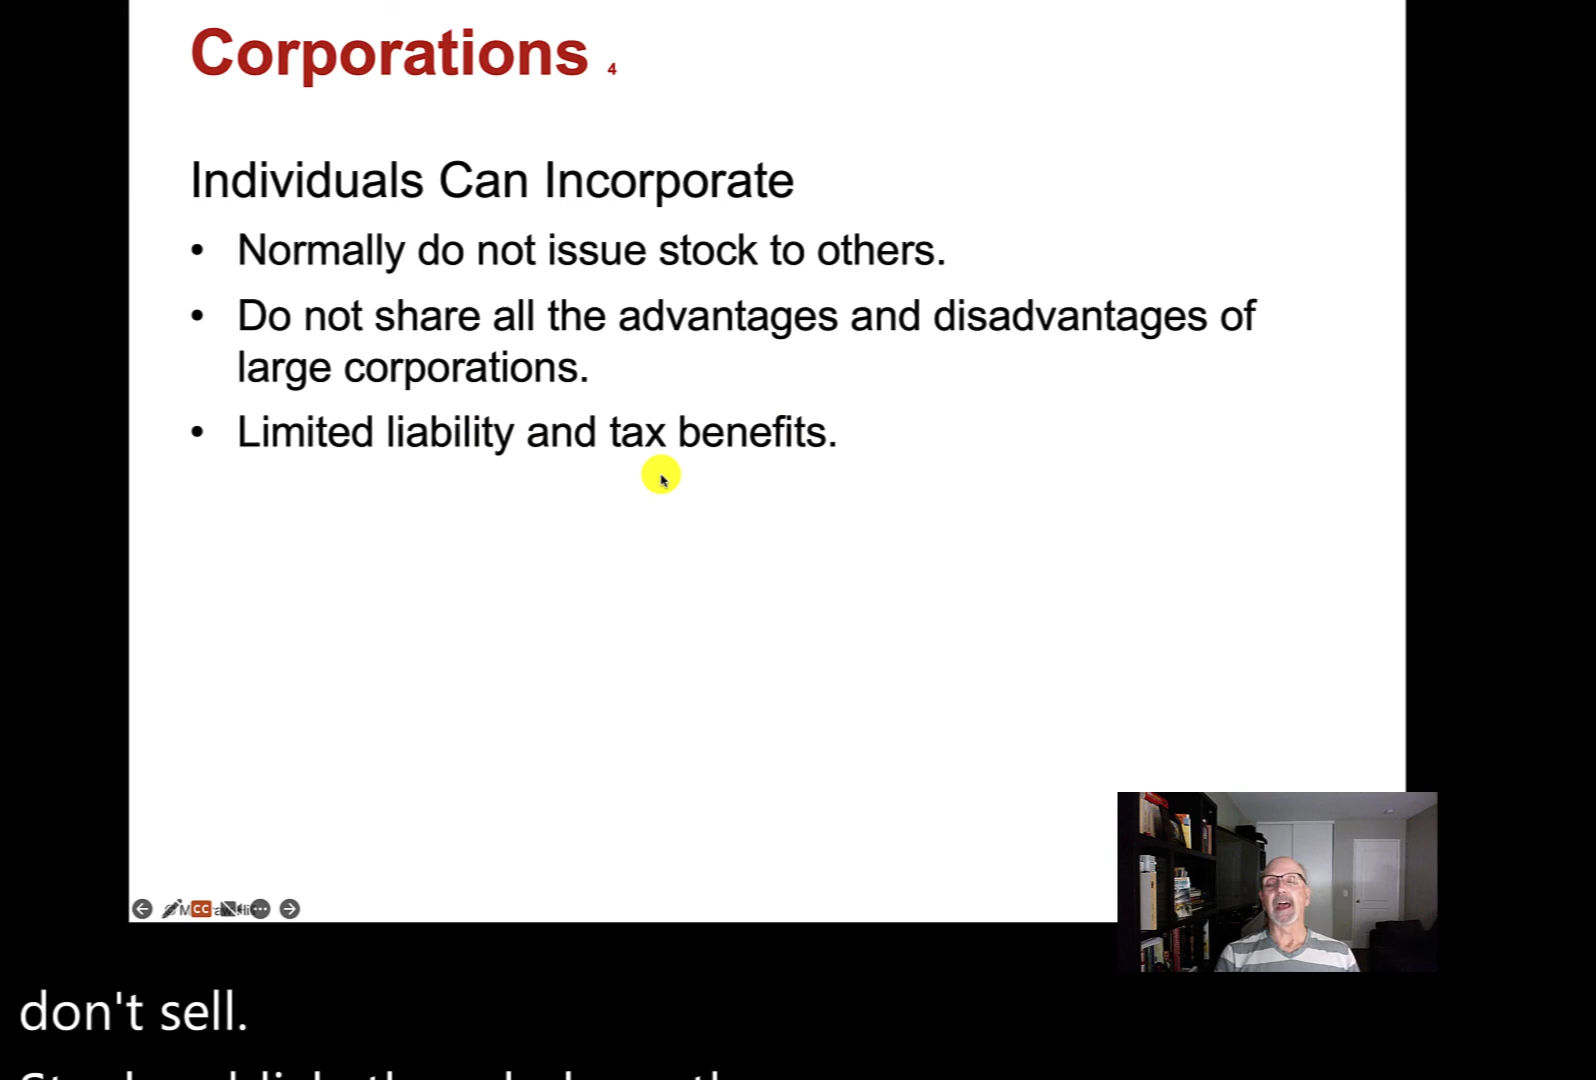 Corporations 4
Individuals Can Incorporate
• Normally do not issue stock to others.
• Do not share all the advantages and disadvantages of
large corporations.
• Limited liability and tax benefits.
CC
don't sell.